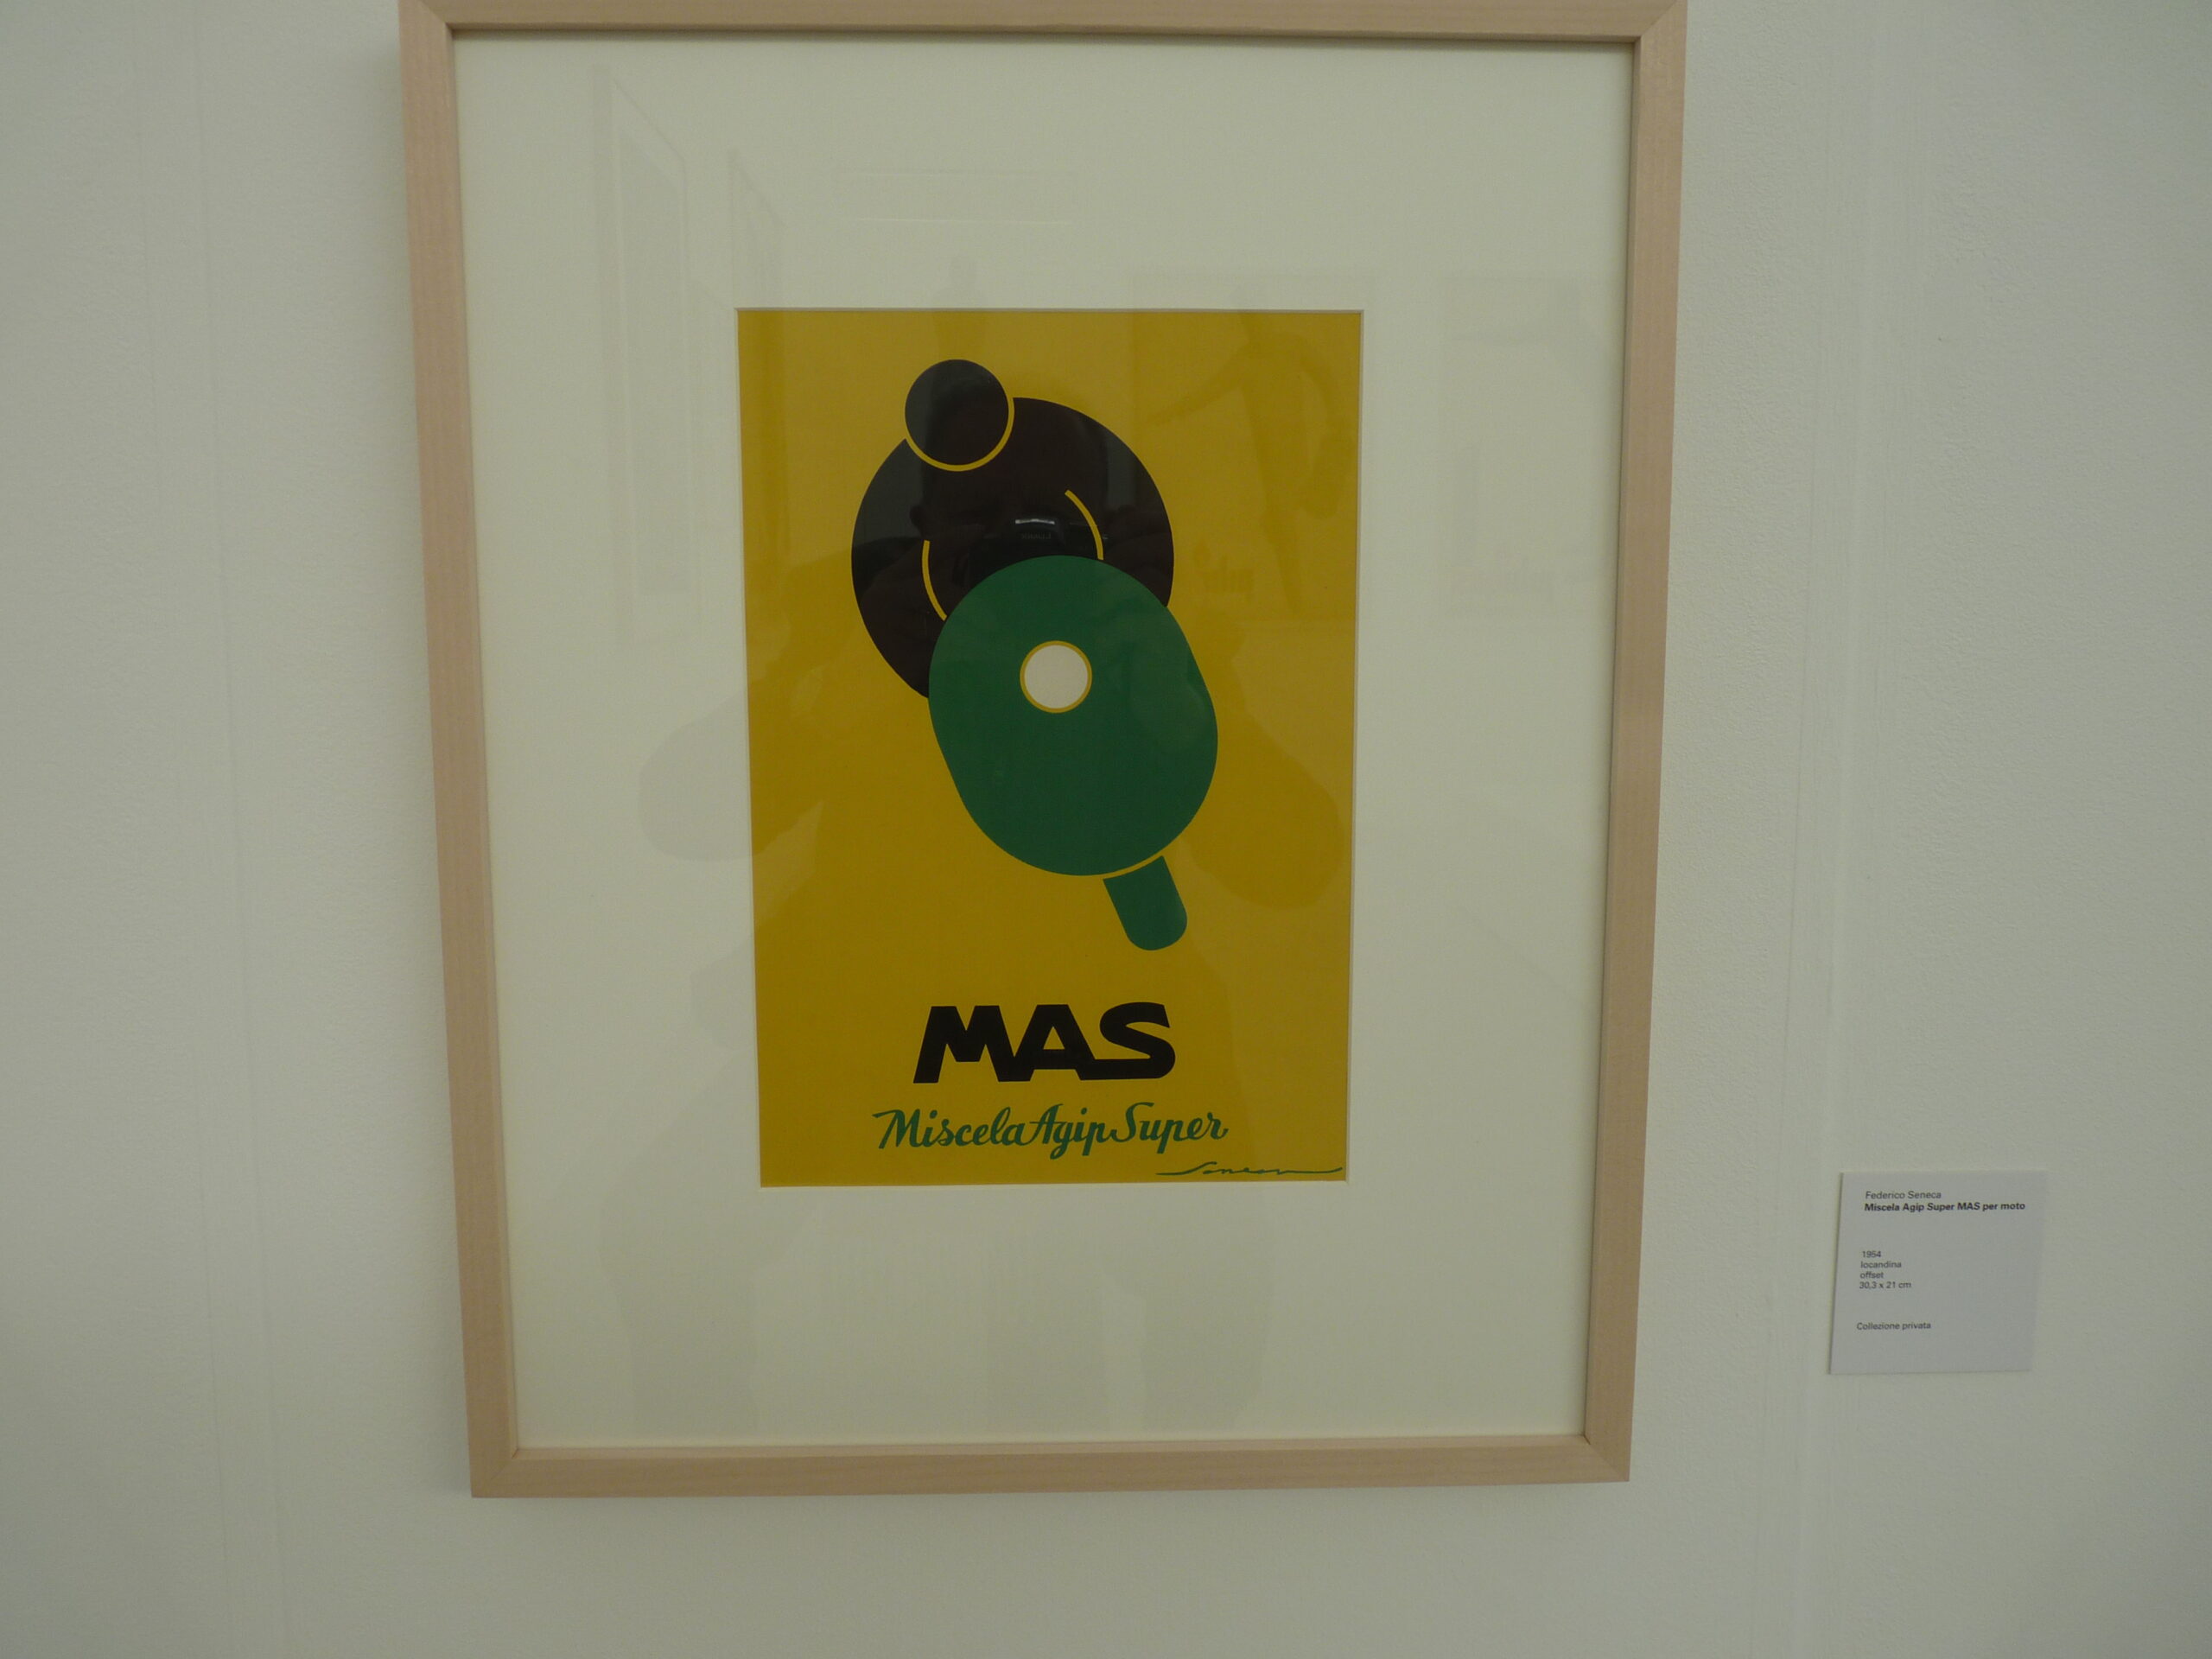 MAS
Miscela Agip Super
Seneca
Federico Seneca
Miscela Agip Super MAS per moto
1954
locandina
offset
30,3 x 21 cm
Collezione privata